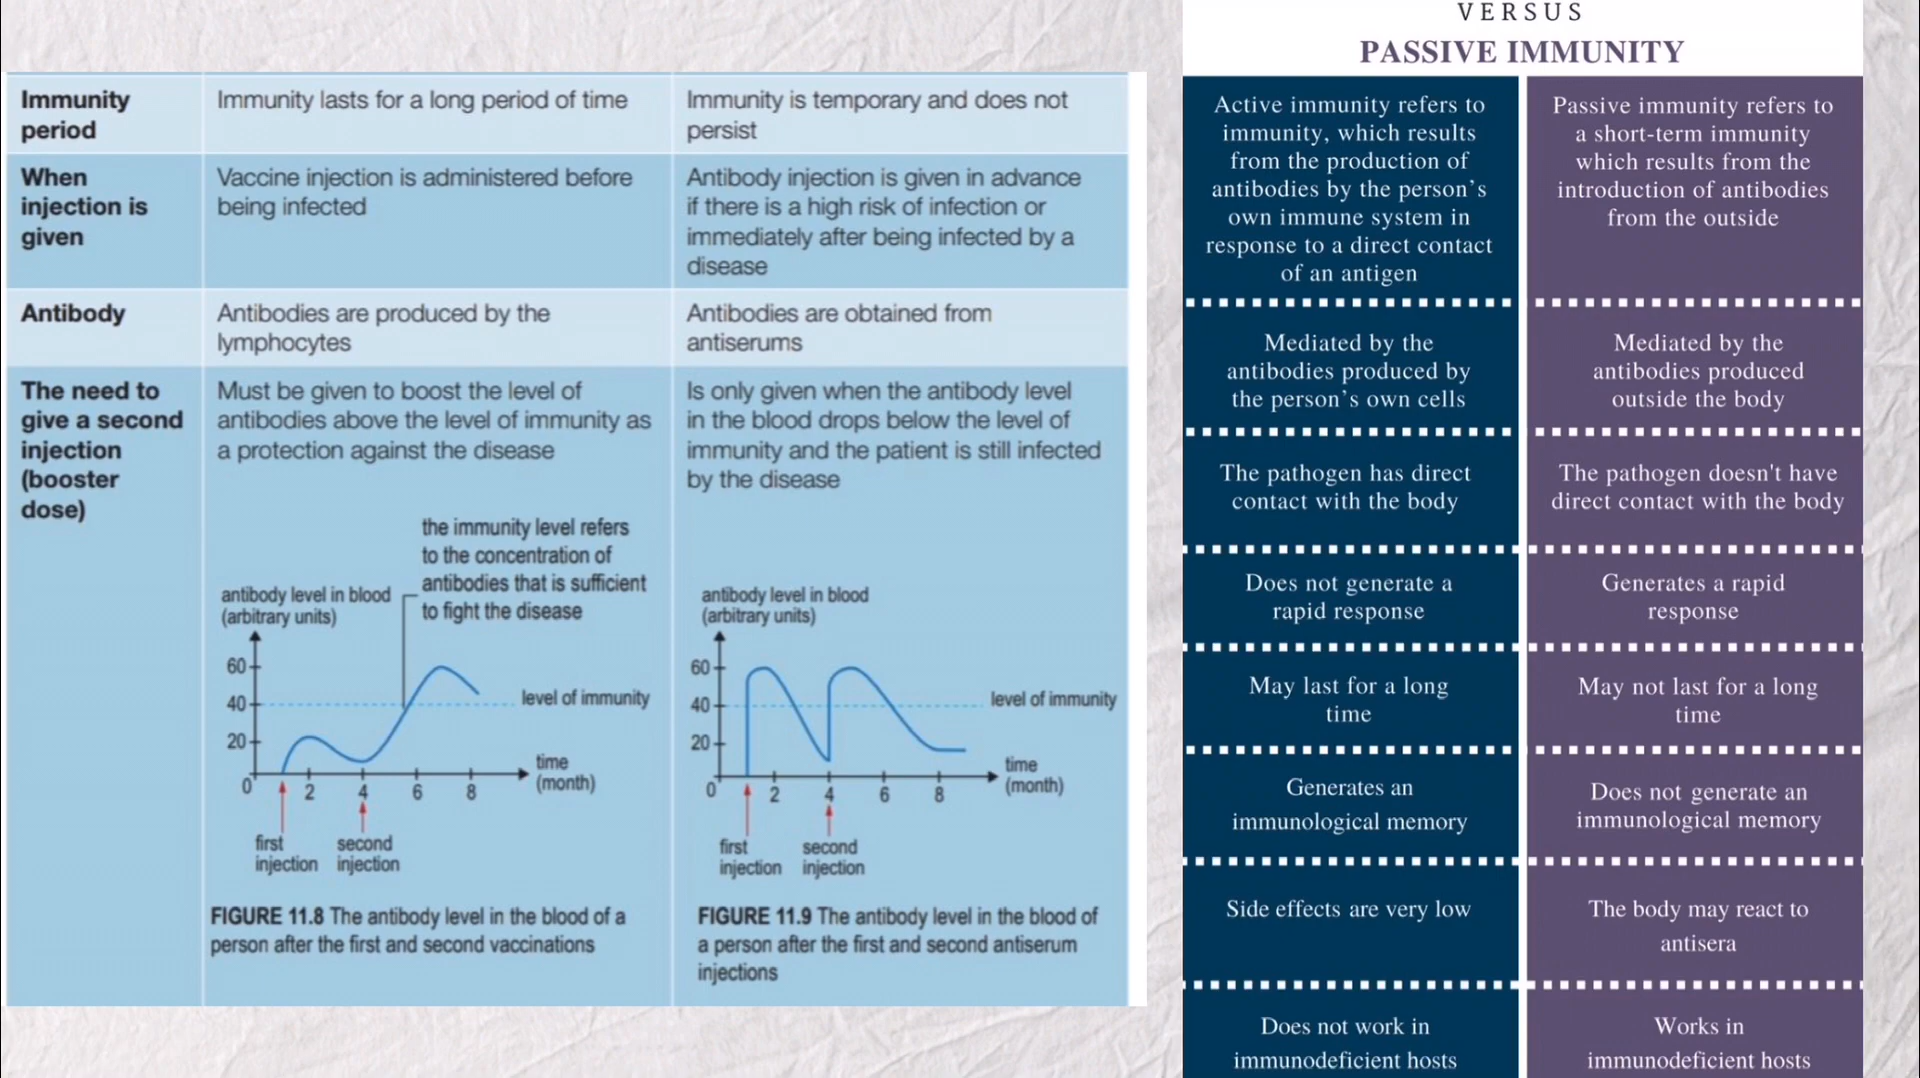 Immunity
period
Immunity lasts for a long period of time
Immunity is temporary and does not
persist
When
injection is
given
Vaccine injection is administered before
being infected
Antibody injection is given in advance
if there is a high risk of infection or
immediately after being infected by a
disease
Antibody
Antibodies are produced by the
lymphocytes
Antibodies are obtained from
antiserums
The need to
give a second
injection
(booster
dose)
Must be given to boost the level of
antibodies above the level of immunity as
a protection against the disease
Is only given when the antibody level
in the blood drops below the level of
immunity and the patient is still infected
by the disease
the immunity level refers
to the concentration of
antibodies that is sufficient
to fight the disease
antibody level in blood
(arbitrary units)
60
40
20
0
2
4
6
8
level of immunity
time
(month)
first
injection
second
injection
FIGURE 11.8 The antibody level in the blood of a
person after the first and second vaccinations
antibody level in blood
(arbitrary units)
60
40
20
0
2
4
6
8
level of immunity
time
(month)
first
injection
second
injection
FIGURE 11.9 The antibody level in the blood of
a person after the first and second antiserum
injections
VERSUS
PASSIVE IMMUNITY
Active immunity refers to
immunity, which results
from the production of
antibodies by the person's
own immune system in
response to a direct contact
of an antigen
Passive immunity refers to
a short-term immunity
which results from the
introduction of antibodies
from the outside
Mediated by the
antibodies produced by
the person's own cells
Mediated by the
antibodies produced
outside the body
The pathogen has direct
contact with the body
The pathogen doesn't have
direct contact with the body
Does not generate a
rapid response
Generates a rapid
response
May last for a long
time
May not last for a long
time
Generates an
immunological memory
Does not generate an
immunological memory
Side effects are very low
The body may react to
antisera
Does not work in
immunodeficient hosts
Works in
immunodeficient hosts